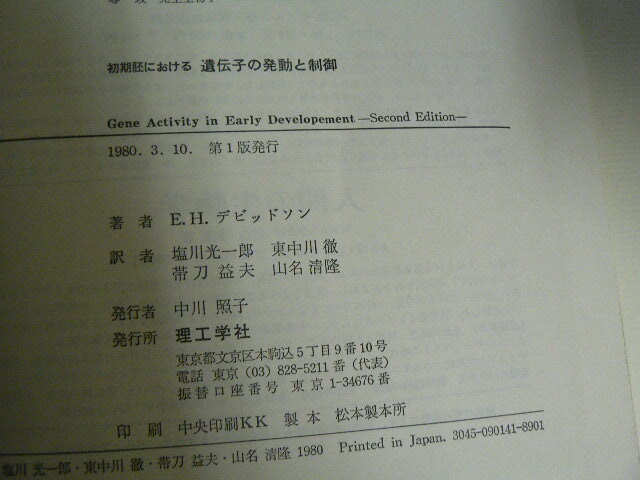 初期胚における 遺伝子の発動と制御
Gene Activity in Early Developement —Second Edition—
1980. 3. 10. 第1版発行
著者 E.H. デビッドソン
訳者 塩川光一郎 東中川 徹
帯刀 益夫 山名 清隆
発行者 中川 照子
発行所 理工学社
東京都文京区本駒込5丁目9番10号
電話 東京 (03) 828-5211 番 (代表)
振替口座番号 東京 1-34676 番
印刷 中央印刷KK 製本 松本製本所
塩川 光一郎・東中川 徹・帯刀 益夫・山名 清隆 1980 Printed in Japan. 3045-090141-8901